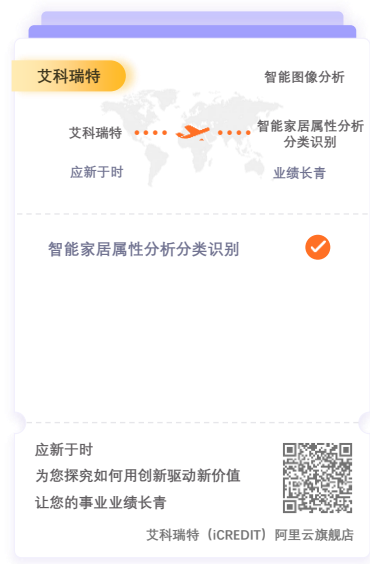 艾科瑞特
智能图像分析
艾科瑞特
智能家居属性分析
分类识别
应新于时
业绩长青
智能家居属性分析分类识别
应新于时
为您探究如何用创新驱动新价值
让您的事业业绩长青
艾科瑞特（iCREDIT）阿里云旗舰店